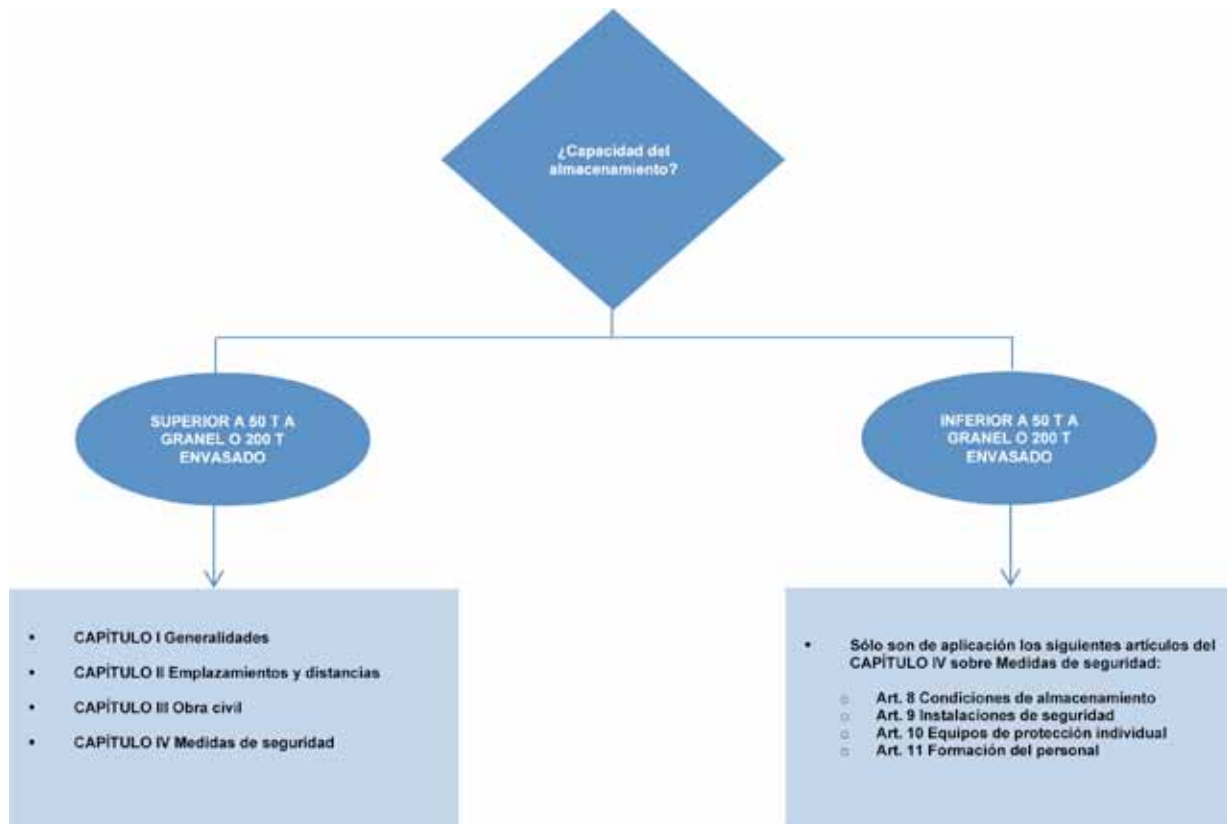 ¿Capacidad del
almacenamiento?
SUPERIOR A 50 T A
GRANEL O 200 T
ENVASADO
INFERIOR A 50 T A
GRANEL O 200 T
ENVASADO
• CAPÍTULO I Generalidades
• CAPÍTULO II Emplazamientos y distancias
• CAPÍTULO III Obra civil
• CAPÍTULO IV Medidas de seguridad
• Sólo son de aplicación los siguientes artículos del
CAPÍTULO IV sobre Medidas de seguridad:
o Art. 8 Condiciones de almacenamiento
o Art. 9 Instalaciones de seguridad
o Art. 10 Equipos de protección individual
o Art. 11 Formación del personal